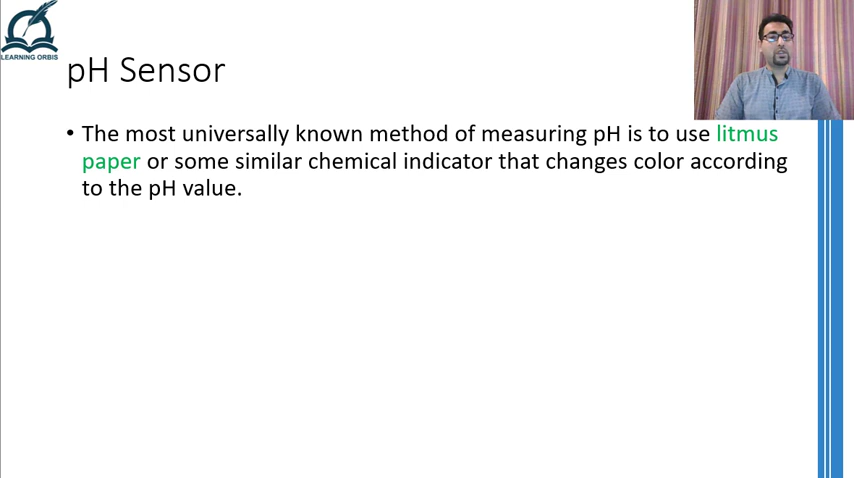 LEARNING ORBIS
pH Sensor
• The most universally known method of measuring pH is to use litmus
paper or some similar chemical indicator that changes color according
to the pH value.